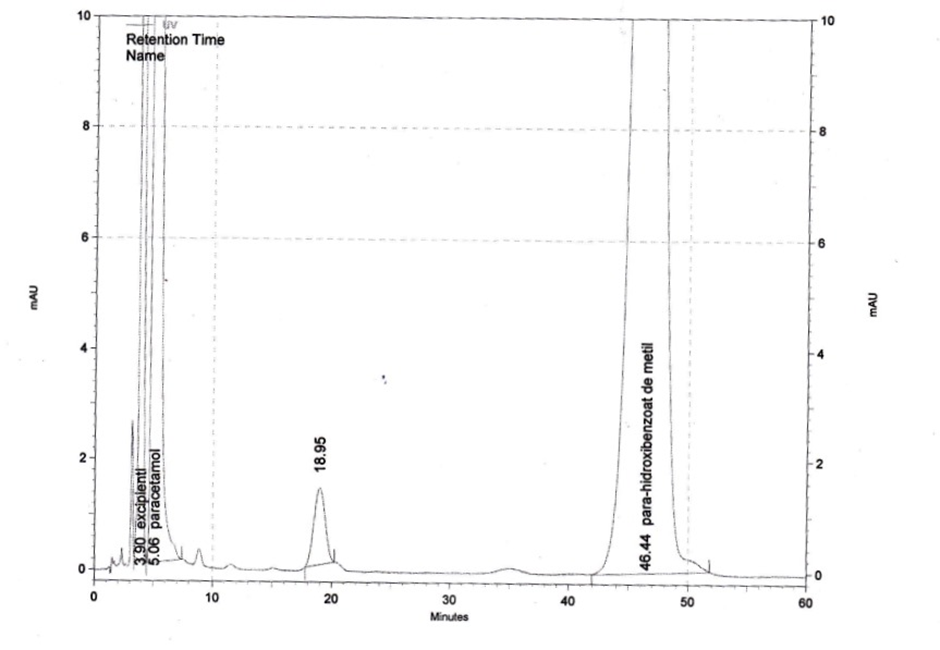 UV
Retention Time
Name
10
8
6
4
2
0
mAU
10
8
6
4
2
0
mAU
3.90 excipienti
5.06 paracetamol
18.95
46.44 para-hidroxibenzoat de metil
0
10
20
30
40
50
60
Minutes